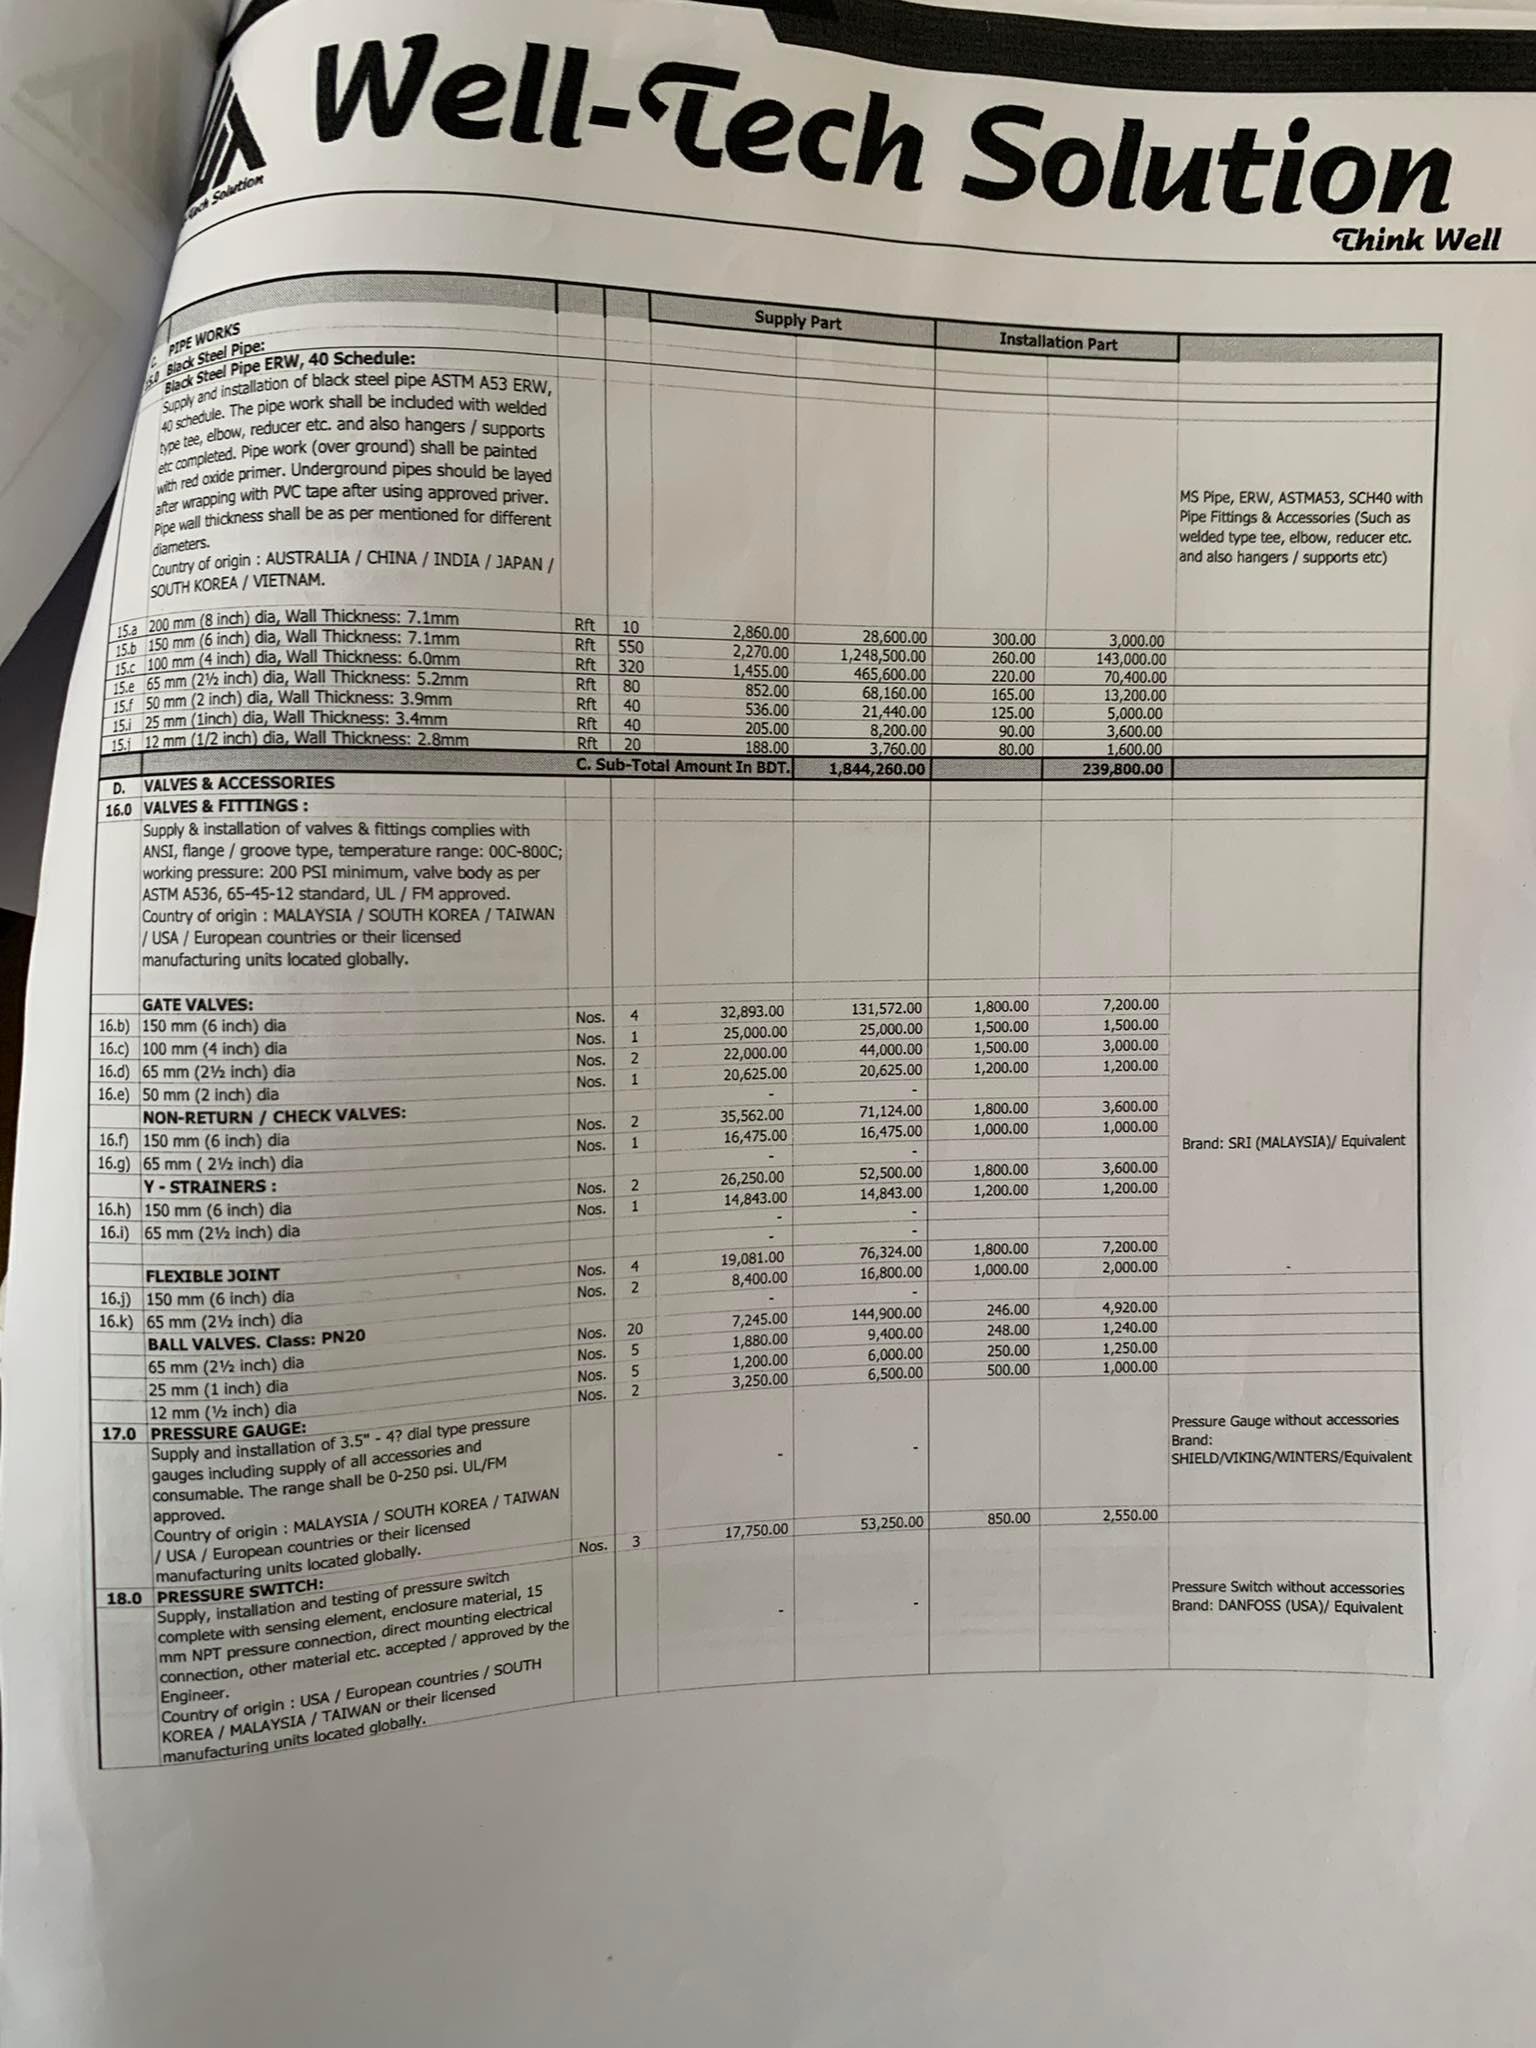 Well-Tech Solution
Think Well
Tech Solution
Supply Part Installation Part
C. PIPE WORKS
15.0 Black Steel Pipe:
Black Steel Pipe ERW, 40 Schedule:
Supply and installation of black steel pipe ASTM A53 ERW,
40 schedule. The pipe work shall be included with welded
type tee, elbow, reducer etc. and also hangers / supports
etc completed. Pipe work (over ground) shall be painted
with red oxide primer. Underground pipes should be layed
after wrapping with PVC tape after using approved priver.
Pipe wall thickness shall be as per mentioned for different
diameters.
Country of origin : AUSTRALIA / CHINA / INDIA / JAPAN /
SOUTH KOREA / VIETNAM.
MS Pipe, ERW, ASTMA53, SCH40 with
Pipe Fittings & Accessories (Such as
welded type tee, elbow, reducer etc.
and also hangers / supports etc)
15.a 200 mm (8 inch) dia, Wall Thickness: 7.1mm Rft 10 2,860.00 28,600.00 300.00 3,000.00
15.b 150 mm (6 inch) dia, Wall Thickness: 7.1mm Rft 550 2,270.00 1,248,500.00 260.00 143,000.00
15.c 100 mm (4 inch) dia, Wall Thickness: 6.0mm Rft 320 1,455.00 465,600.00 220.00 70,400.00
15.e 65 mm (2½ inch) dia, Wall Thickness: 5.2mm Rft 80 852.00 68,160.00 165.00 13,200.00
15.f 50 mm (2 inch) dia, Wall Thickness: 3.9mm Rft 40 536.00 21,440.00 125.00 5,000.00
15.i 25 mm (1inch) dia, Wall Thickness: 3.4mm Rft 40 205.00 8,200.00 90.00 3,600.00
15.j 12 mm (1/2 inch) dia, Wall Thickness: 2.8mm Rft 20 188.00 3,760.00 80.00 1,600.00
C. Sub-Total Amount In BDT. 1,844,260.00 239,800.00
D. VALVES & ACCESSORIES
16.0 VALVES & FITTINGS :
Supply & installation of valves & fittings complies with
ANSI, flange / groove type, temperature range: 00C-800C;
working pressure: 200 PSI minimum, valve body as per
ASTM A536, 65-45-12 standard, UL / FM approved.
Country of origin : MALAYSIA / SOUTH KOREA / TAIWAN
/ USA / European countries or their licensed
manufacturing units located globally.
GATE VALVES:
16.b) 150 mm (6 inch) dia Nos. 4 32,893.00 131,572.00 1,800.00 7,200.00
16.c) 100 mm (4 inch) dia Nos. 1 25,000.00 25,000.00 1,500.00 1,500.00
16.d) 65 mm (2½ inch) dia Nos. 2 22,000.00 44,000.00 1,500.00 3,000.00
16.e) 50 mm (2 inch) dia Nos. 1 20,625.00 20,625.00 1,200.00 1,200.00
NON-RETURN / CHECK VALVES: - -
16.f) 150 mm (6 inch) dia Nos. 2 35,562.00 71,124.00 1,800.00 3,600.00
16.g) 65 mm ( 2½ inch) dia Nos. 1 16,475.00 16,475.00 1,000.00 1,000.00
Brand: SRI (MALAYSIA)/ Equivalent
Y - STRAINERS : - -
16.h) 150 mm (6 inch) dia Nos. 2 26,250.00 52,500.00 1,800.00 3,600.00
16.i) 65 mm (2½ inch) dia Nos. 1 14,843.00 14,843.00 1,200.00 1,200.00
- -
FLEXIBLE JOINT - -
16.j) 150 mm (6 inch) dia Nos. 4 19,081.00 76,324.00 1,800.00 7,200.00
16.k) 65 mm (2½ inch) dia Nos. 2 8,400.00 16,800.00 1,000.00 2,000.00
BALL VALVES. Class: PN20 - -
65 mm (2½ inch) dia Nos. 20 7,245.00 144,900.00 246.00 4,920.00
25 mm (1 inch) dia Nos. 5 1,880.00 9,400.00 248.00 1,240.00
12 mm (½ inch) dia Nos. 5 1,200.00 6,000.00 250.00 1,250.00
17.0 PRESSURE GAUGE: Nos. 2 3,250.00 6,500.00 500.00 1,000.00
Supply and installation of 3.5" - 4? dial type pressure
gauges including supply of all accessories and
consumable. The range shall be 0-250 psi. UL/FM
approved.
Country of origin : MALAYSIA / SOUTH KOREA / TAIWAN
/ USA / European countries or their licensed
manufacturing units located globally.
- -
Pressure Gauge without accessories
Brand:
SHIELD/VIKING/WINTERS/Equivalent
18.0 PRESSURE SWITCH: Nos. 3 17,750.00 53,250.00 850.00 2,550.00
Supply, installation and testing of pressure switch
complete with sensing element, enclosure material, 15
mm NPT pressure connection, direct mounting electrical
connection, other material etc. accepted / approved by the
Engineer.
Country of origin : USA / European countries / SOUTH
KOREA / MALAYSIA / TAIWAN or their licensed
manufacturing units located globally.
- -
Pressure Switch without accessories
Brand: DANFOSS (USA)/ Equivalent